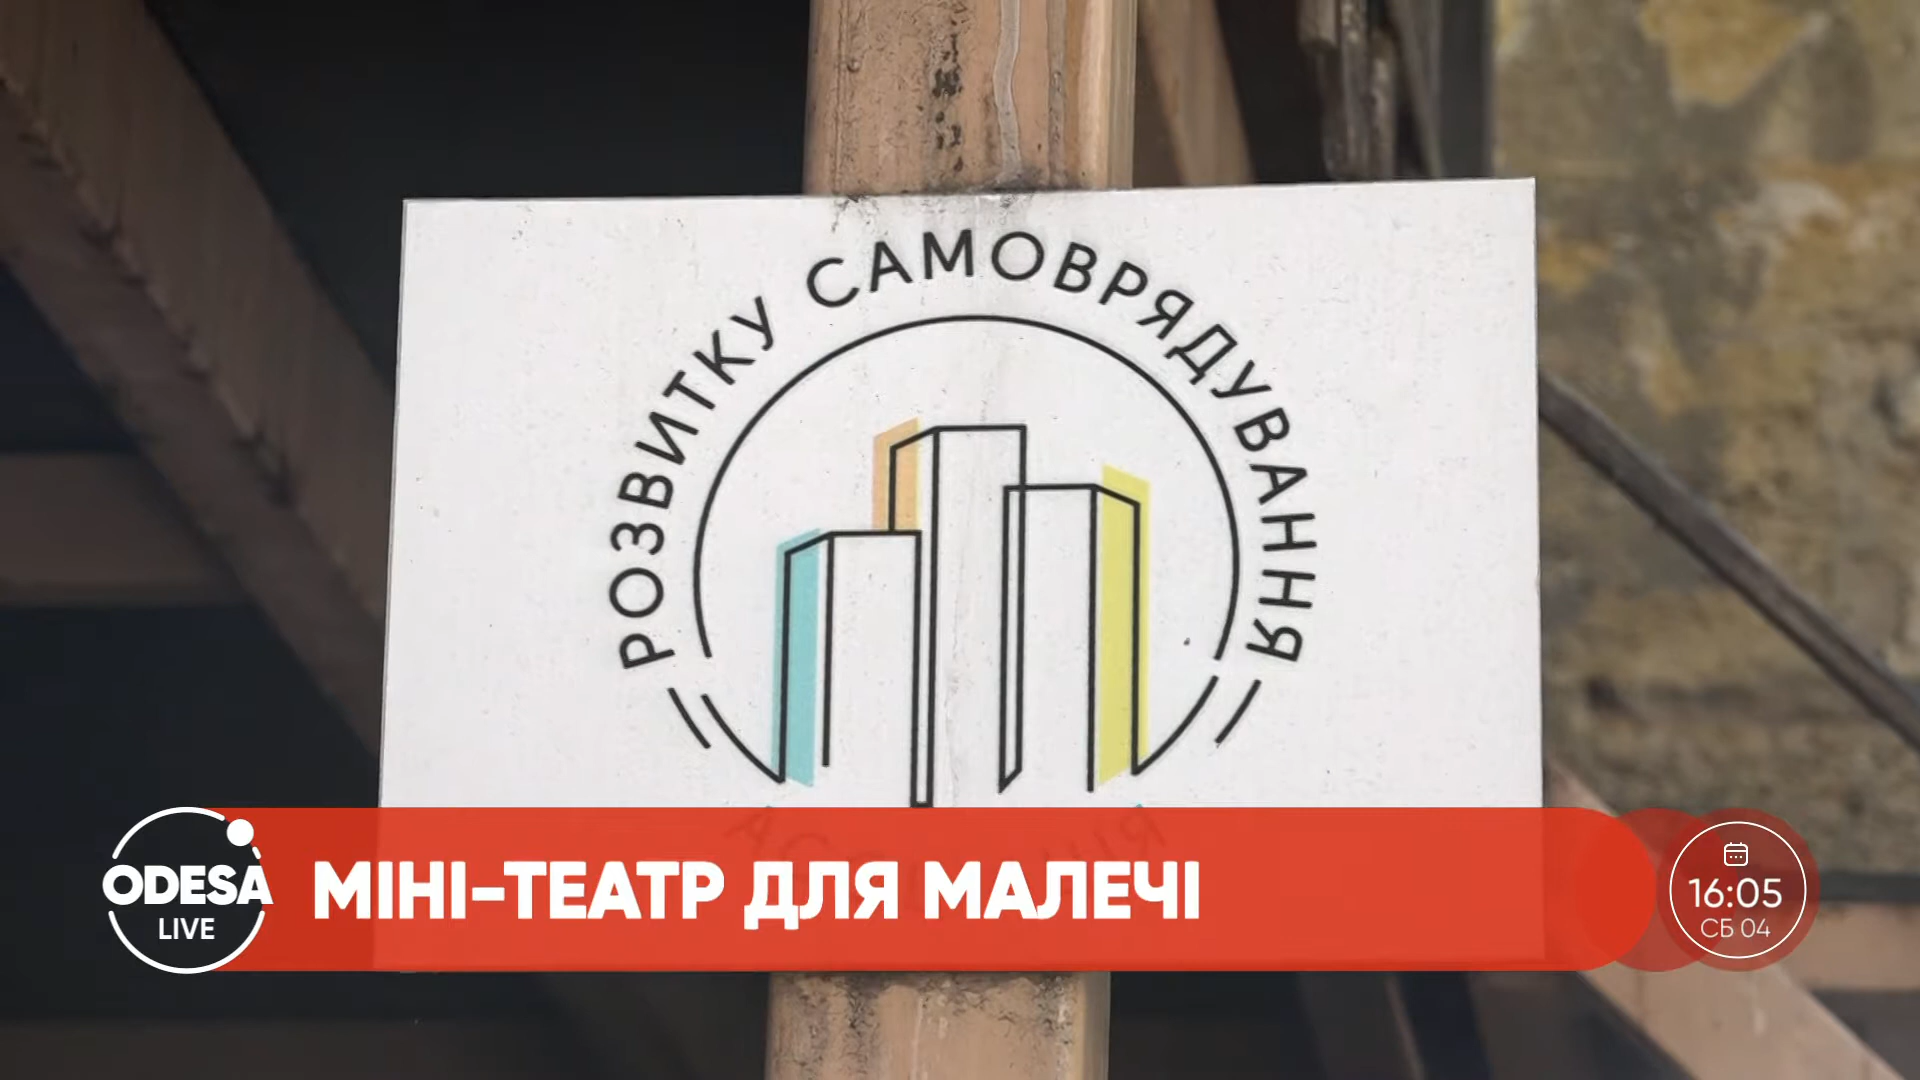 РОЗВИТКУ САМОВРЯДУВАННЯ
ODESA
LIVE
МІНІ-ТЕАТР ДЛЯ МАЛЕЧІ
16:05
СБ 04